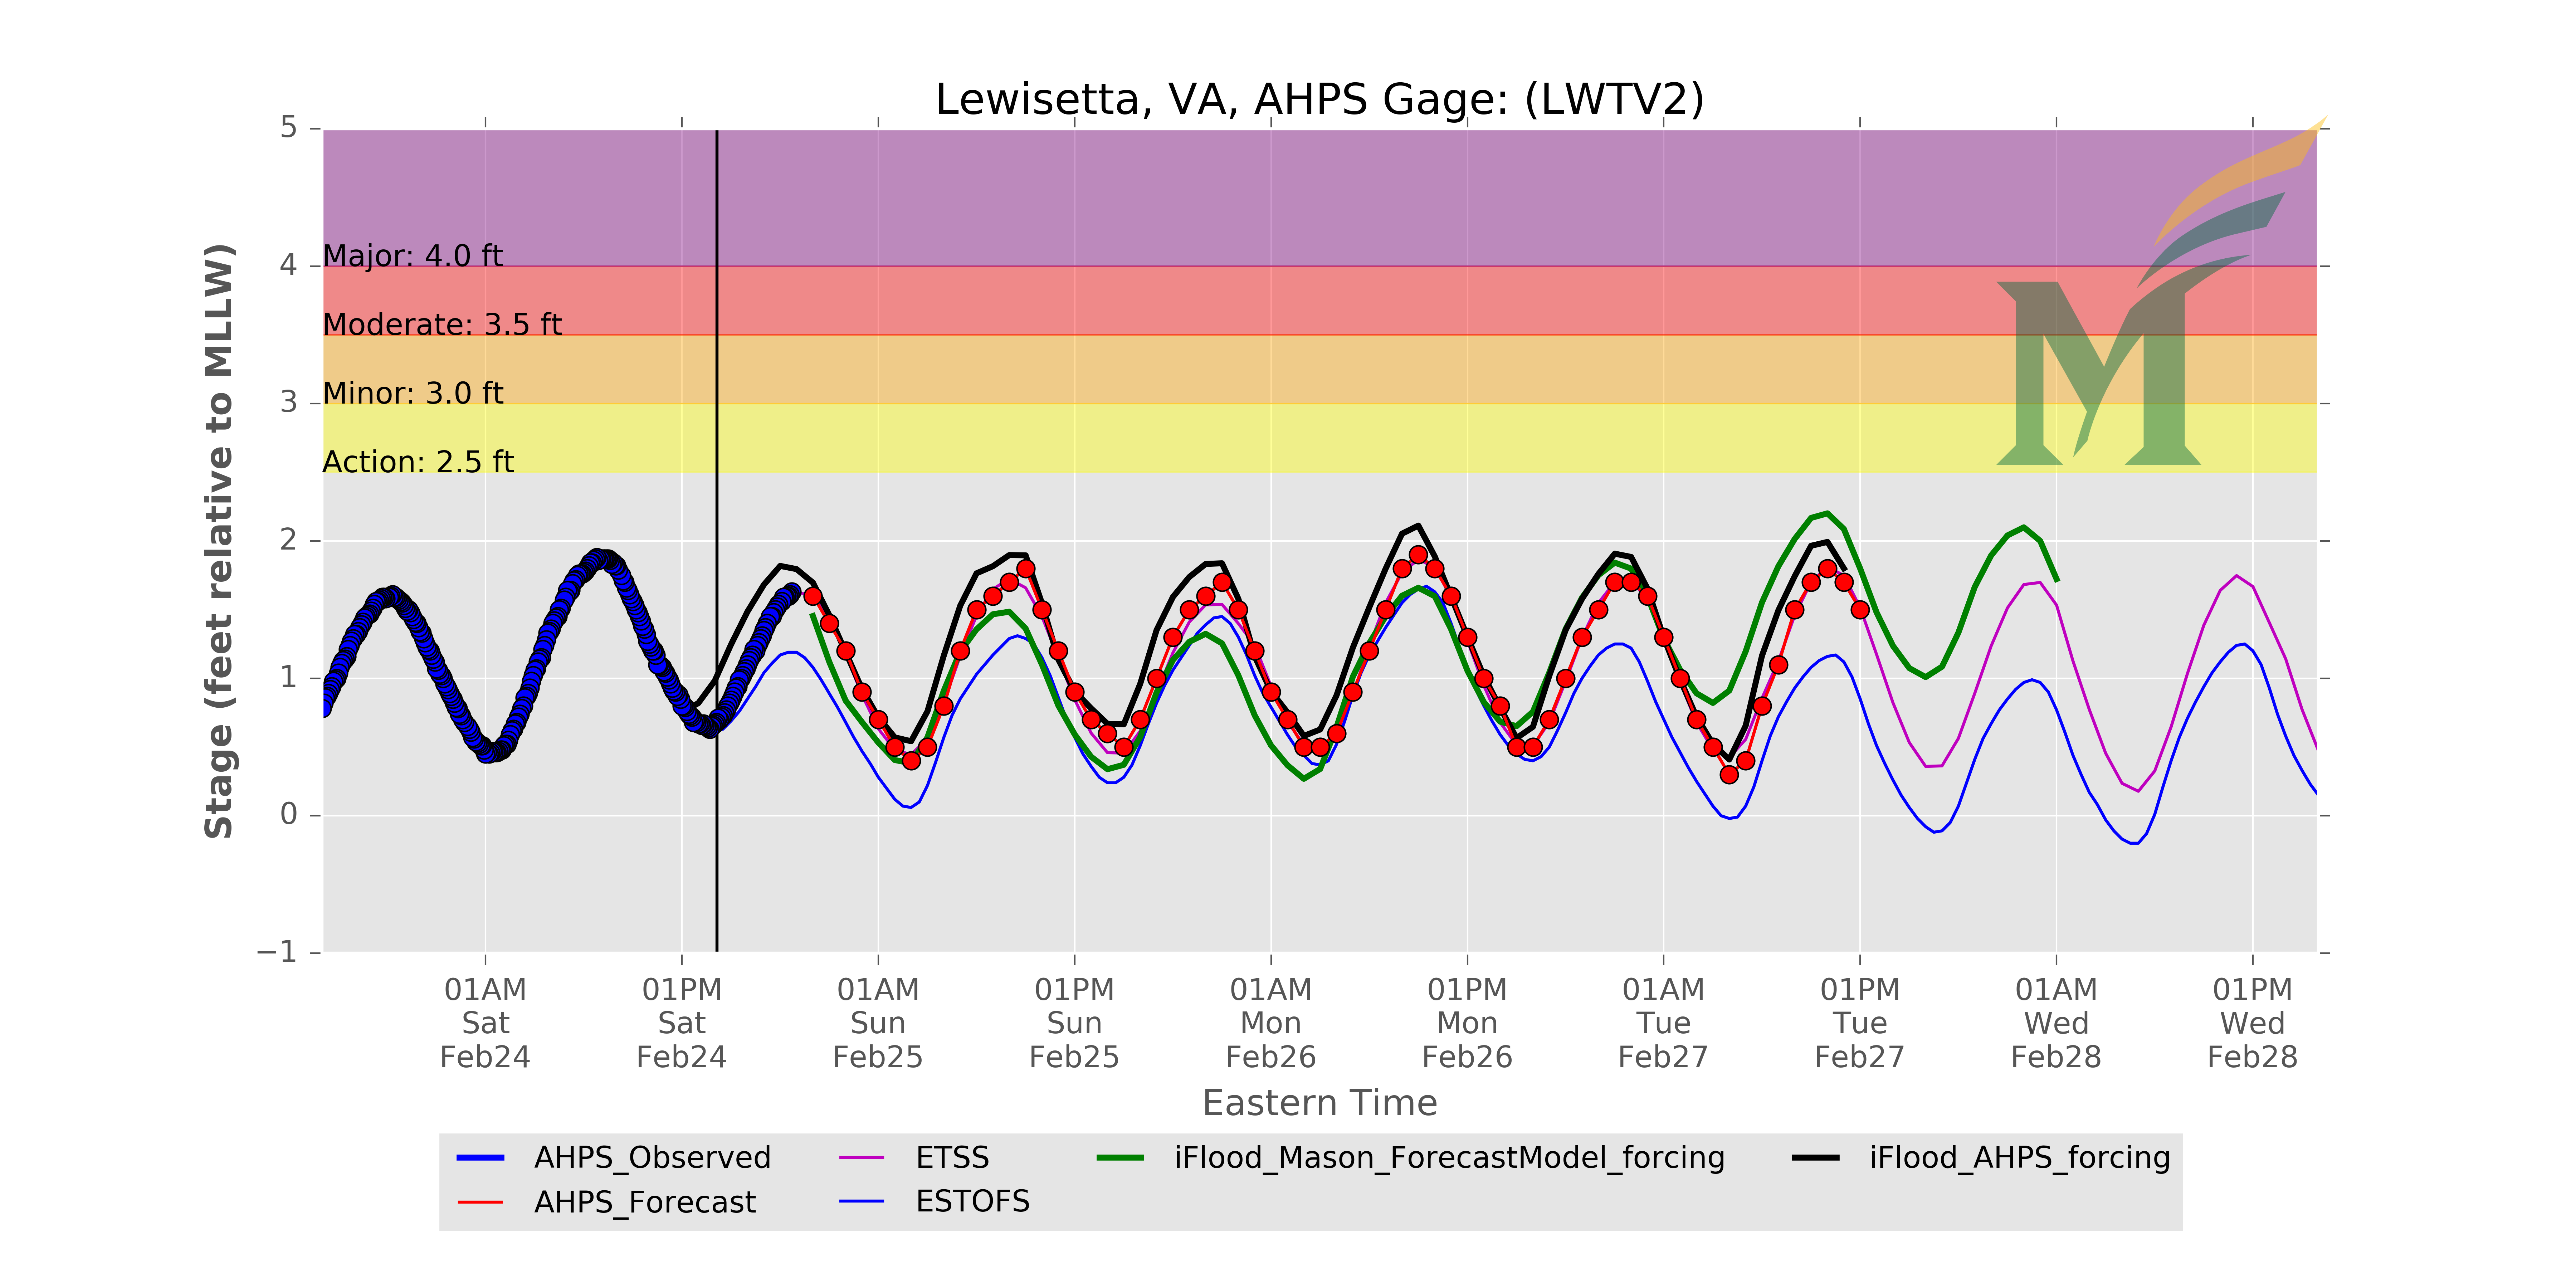 Lewisetta, VA, AHPS Gage: (LWTV2)
Stage (feet relative to MLLW)
5
4
3
2
1
0
−1
Major: 4.0 ft
Moderate: 3.5 ft
Minor: 3.0 ft
Action: 2.5 ft
01AM 01PM 01AM 01PM 01AM 01PM 01AM 01PM 01AM 01PM
Sat Sat Sun Sun Mon Mon Tue Tue Wed Wed
Feb24 Feb24 Feb25 Feb25 Feb26 Feb26 Feb27 Feb27 Feb28 Feb28
Eastern Time
AHPS_Observed ETSS iFlood_Mason_ForecastModel_forcing iFlood_AHPS_forcing
AHPS_Forecast ESTOFS
M